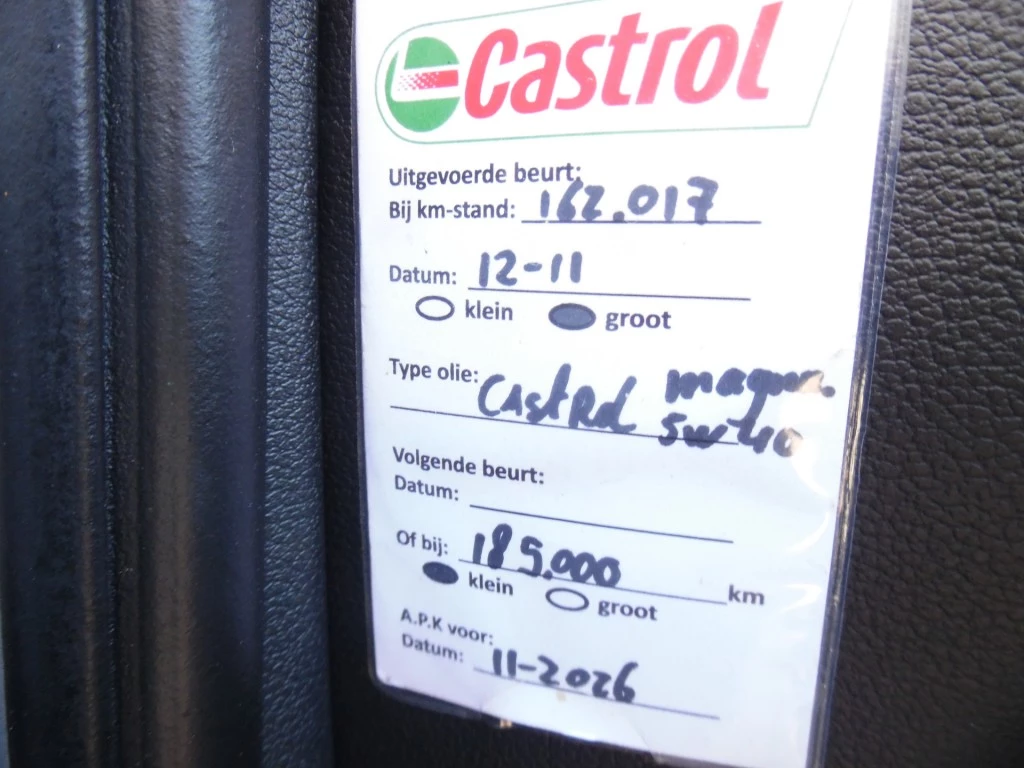 Castrol
Uitgevoerde beurt:
Bij km-stand: 162.017
Datum: 12-11
klein groot
Type olie: Castrol magna.
5w40
Volgende beurt:
Datum:
Of bij: 185.000 km
klein groot
A.P.K voor:
Datum: 11-2026